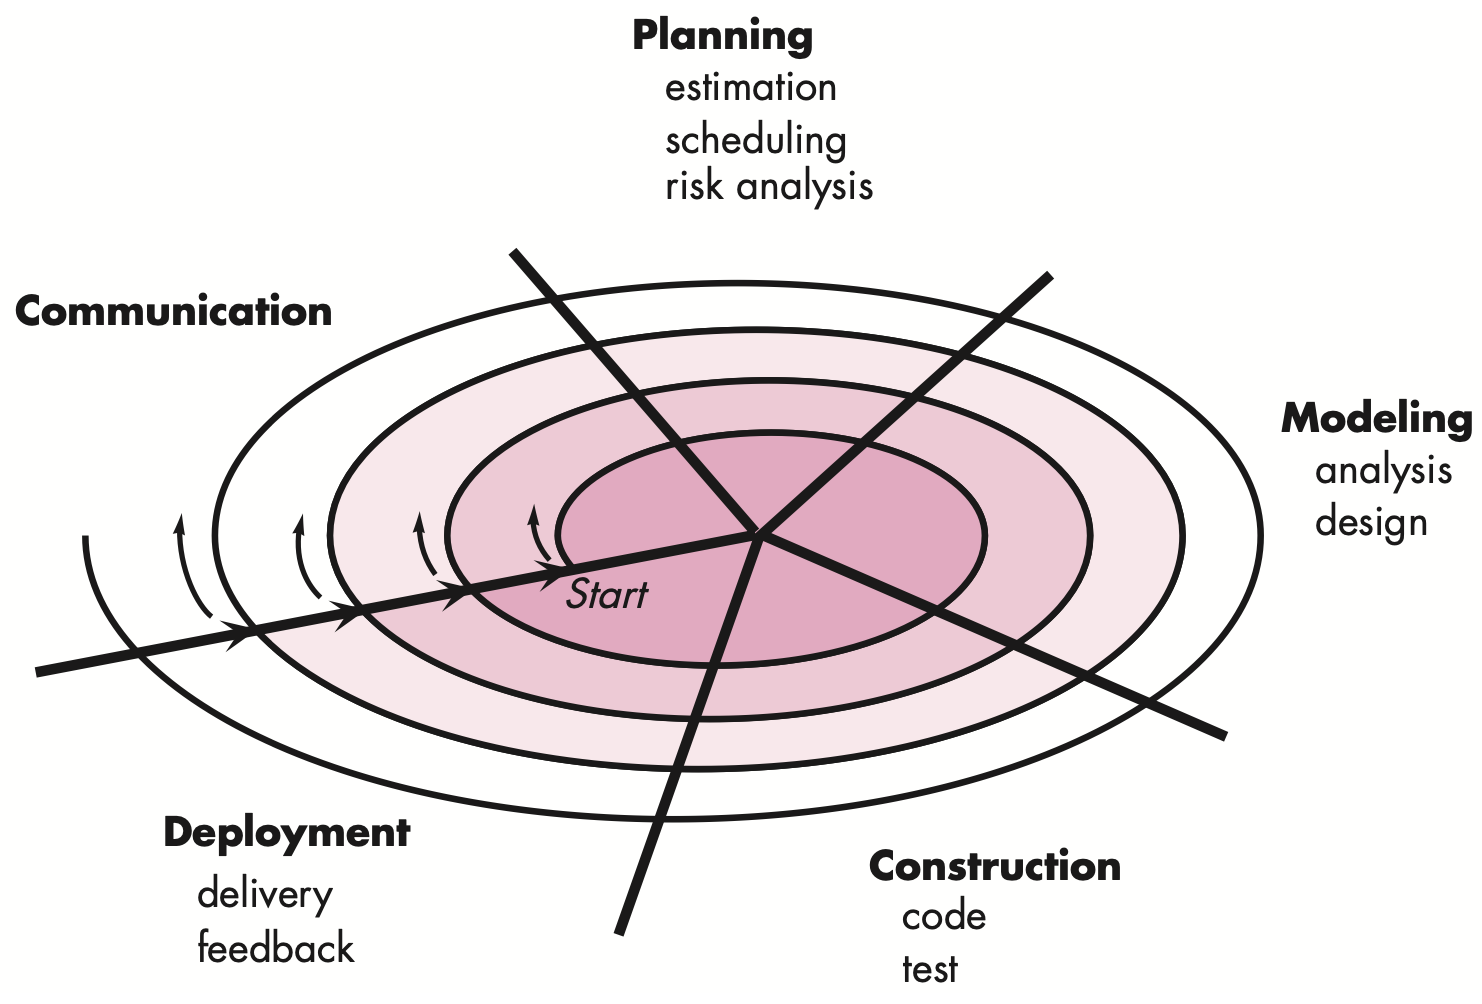 Planning
estimation
scheduling
risk analysis
Communication
Modeling
analysis
design
Start
Deployment
delivery
feedback
Construction
code
test